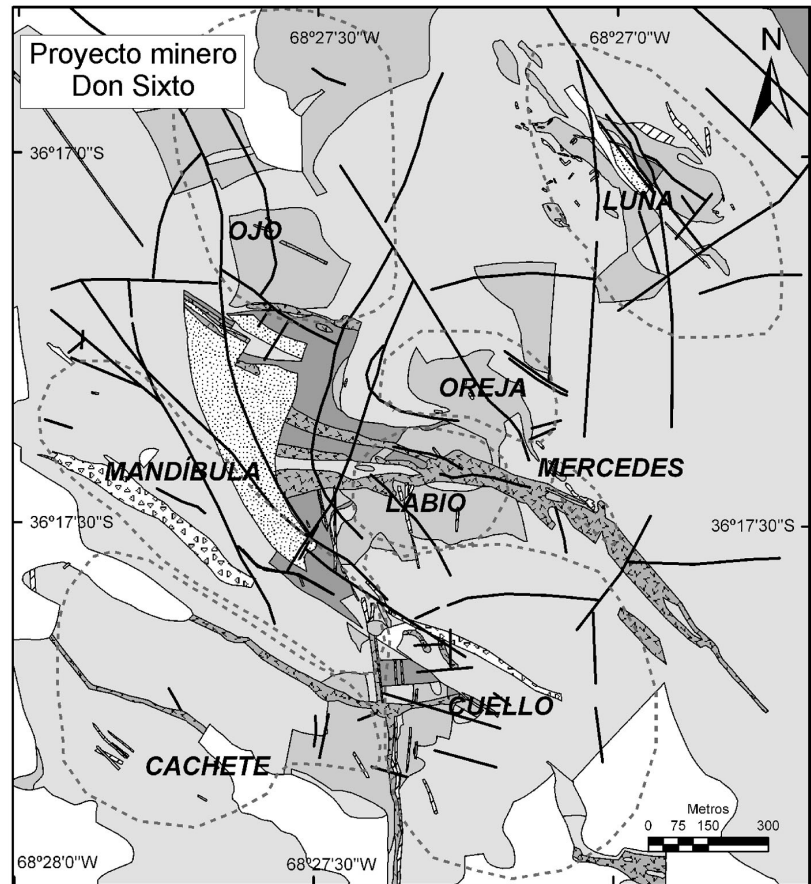 Proyecto minero
Don Sixto
68º27'30"W
68º27'0"W
N
36º17'0"S
LUNA
OJO
OREJA
MANDÍBULA
MERCEDES
LABIO
36º17'30"S
36º17'30"S
CUELLO
CACHETE
Metros
0 75 150 300
68º28'0"W
68º27'30"W